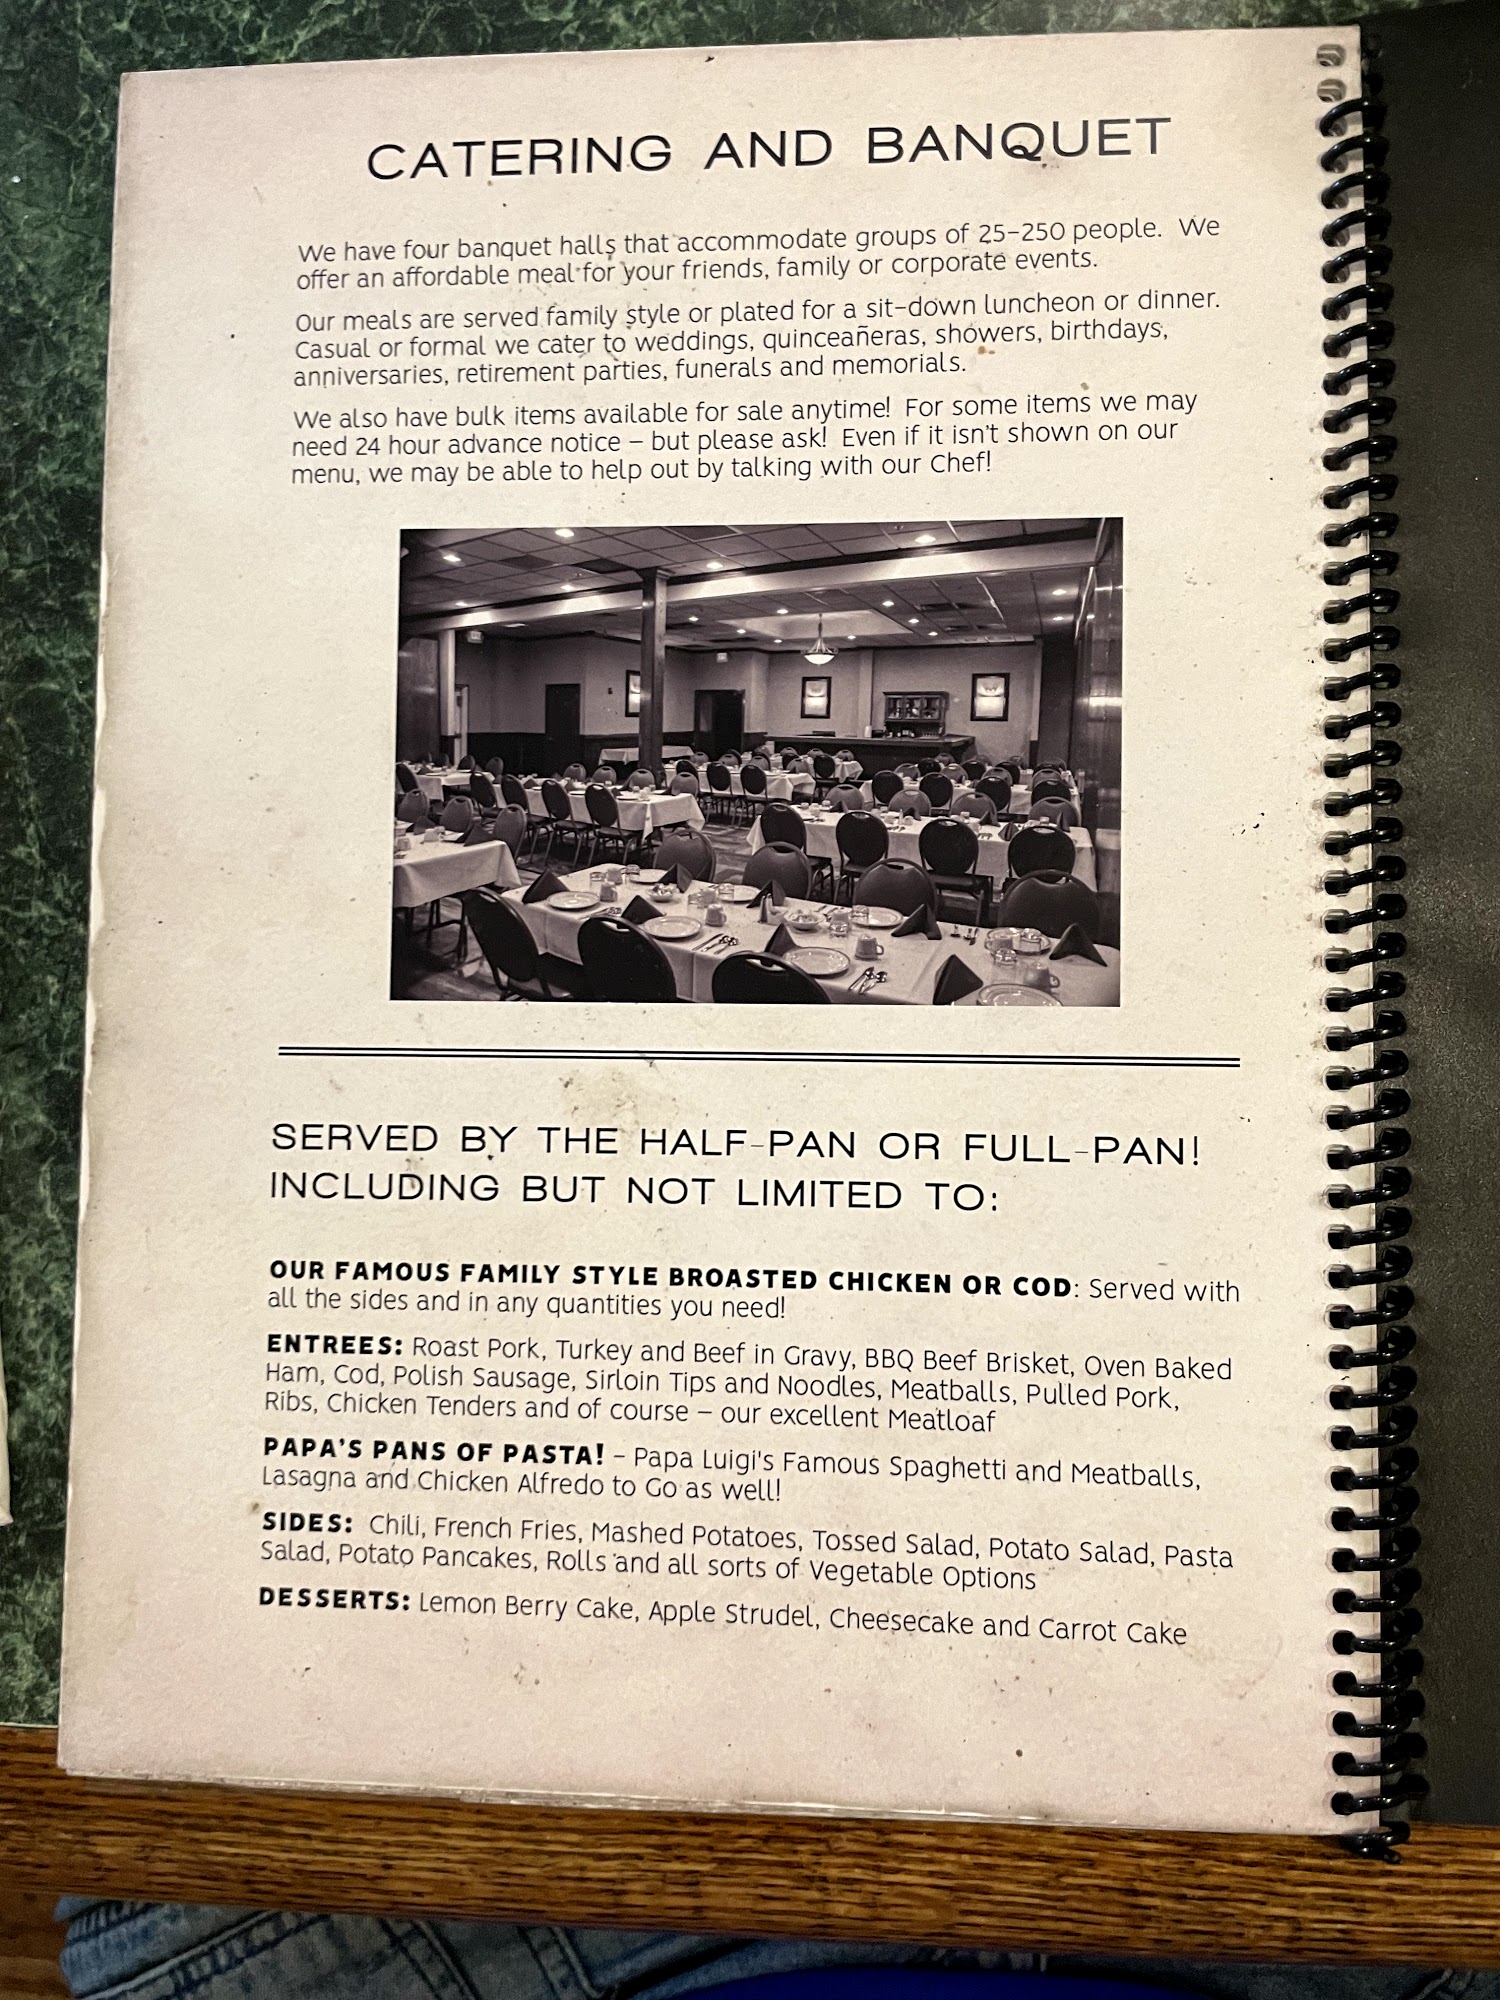 CATERING AND BANQUET
We have four banquet halls that accommodate groups of 25-250 people. We
offer an affordable meal for your friends, family or corporate events.
Our meals are served family style or plated for a sit-down luncheon or dinner.
Casual or formal we cater to weddings, quinceañeras, showers, birthdays,
anniversaries, retirement parties, funerals and memorials.
We also have bulk items available for sale anytime! For some items we may
need 24 hour advance notice – but please ask! Even if it isn't shown on our
menu, we may be able to help out by talking with our Chef!
SERVED BY THE HALF-PAN OR FULL-PAN!
INCLUDING BUT NOT LIMITED TO:
OUR FAMOUS FAMILY STYLE BROASTED CHICKEN OR COD: Served with
all the sides and in any quantities you need!
ENTREES: Roast Pork, Turkey and Beef in Gravy, BBQ Beef Brisket, Oven Baked
Ham, Cod, Polish Sausage, Sirloin Tips and Noodles, Meatballs, Pulled Pork,
Ribs, Chicken Tenders and of course – our excellent Meatloaf
PAPA'S PANS OF PASTA! – Papa Luigi's Famous Spaghetti and Meatballs,
Lasagna and Chicken Alfredo to Go as well!
SIDES: Chili, French Fries, Mashed Potatoes, Tossed Salad, Potato Salad, Pasta
Salad, Potato Pancakes, Rolls and all sorts of Vegetable Options
DESSERTS: Lemon Berry Cake, Apple Strudel, Cheesecake and Carrot Cake